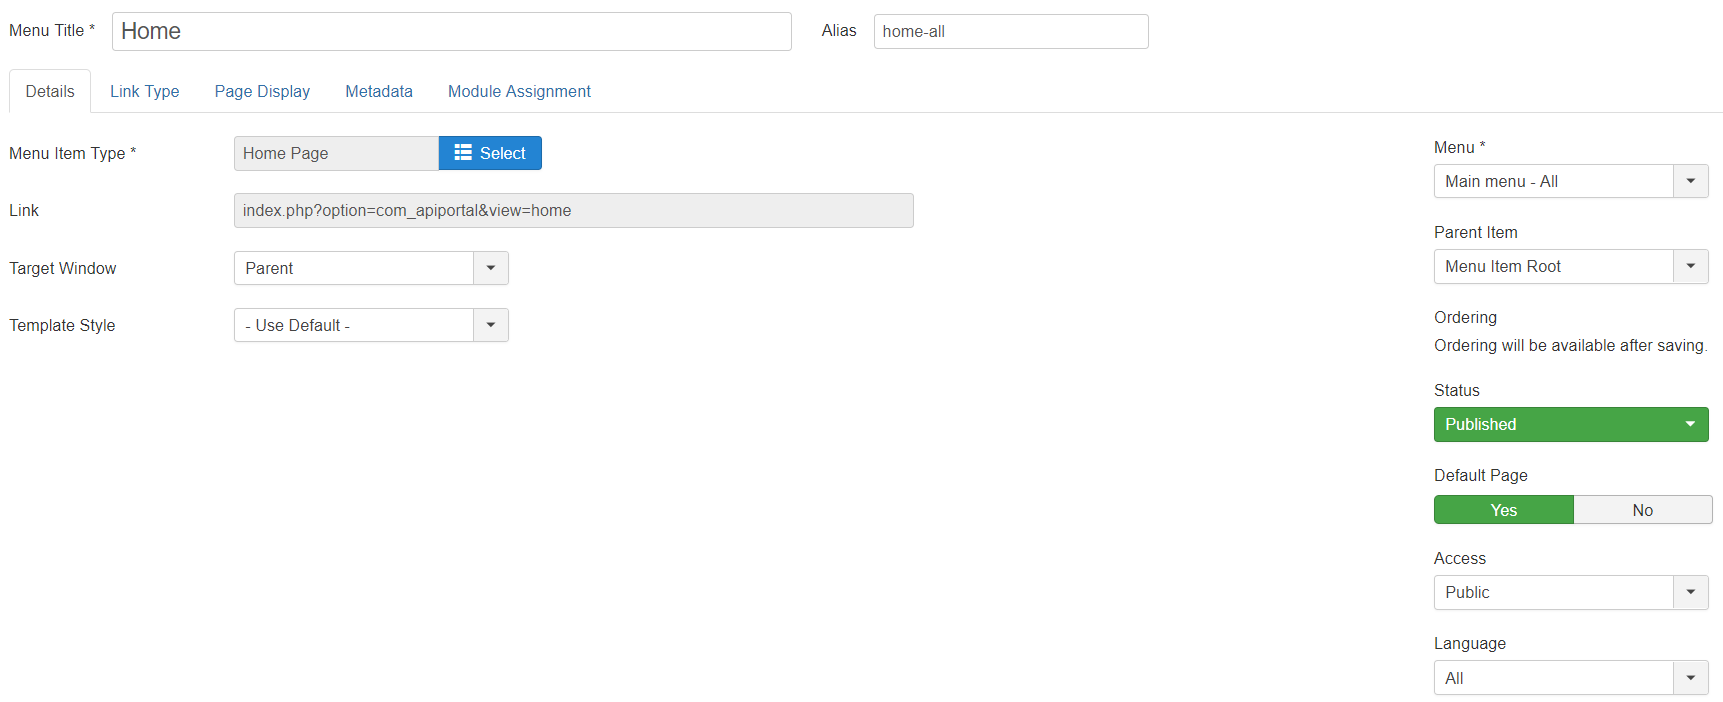 Menu Title *
Home
Alias
home-all
Details
Link Type
Page Display
Metadata
Module Assignment
Menu Item Type *
Home Page
Select
Link
index.php?option=com_apiportal&view=home
Target Window
Parent
Template Style
- Use Default -
Menu *
Main menu - All
Parent Item
Menu Item Root
Ordering
Ordering will be available after saving.
Status
Published
Default Page
Yes
No
Access
Public
Language
All